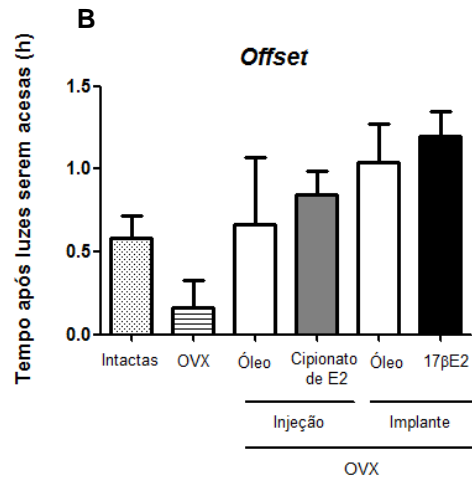 B
Offset
Tempo após luzes serem acesas (h)
1.5
1.0
0.5
0.0
Intactas OVX Óleo Cipionato de E2 Óleo 17βE2
Injeção Implante
OVX